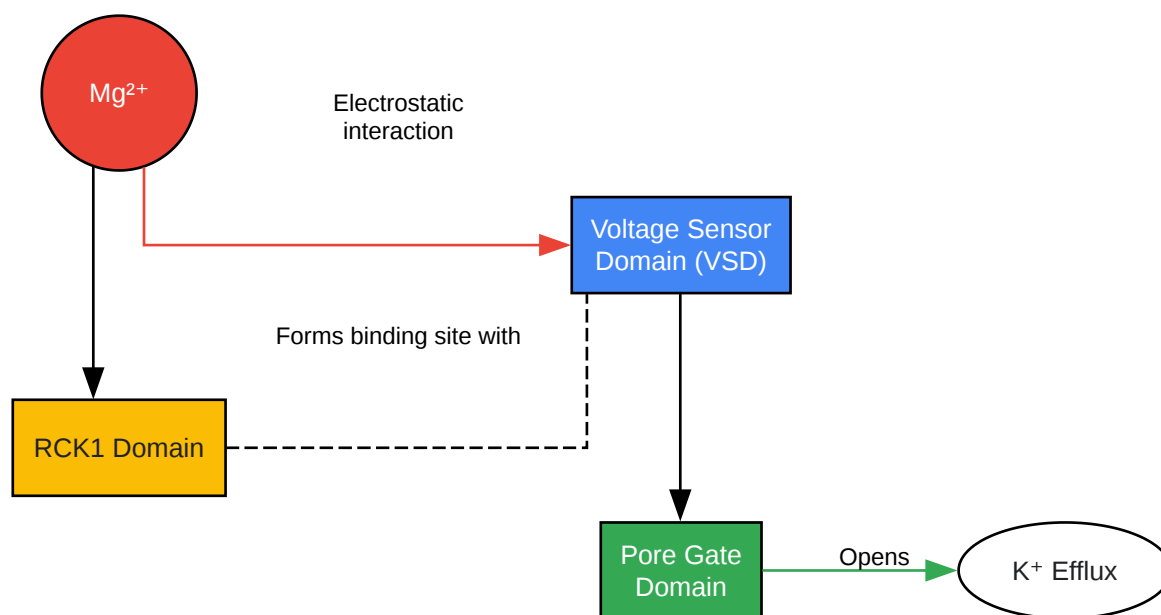 Mg²⁺
Electrostatic
interaction
Voltage Sensor
Domain (VSD)
Forms binding site with
RCK1 Domain
Pore Gate
Domain
Opens
K⁺ Efflux